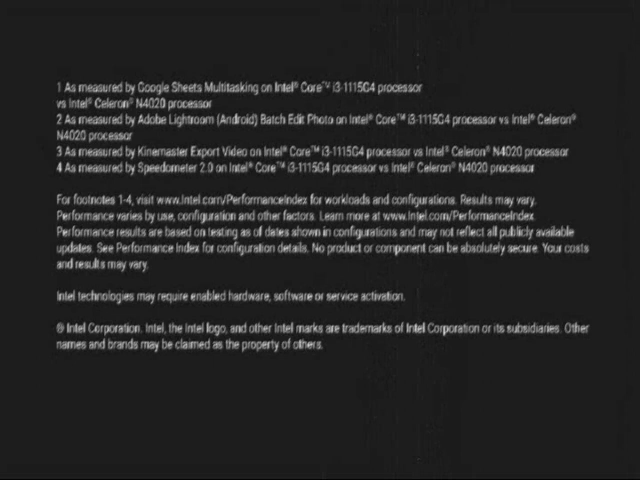 1 As measured by Google Sheets Multitasking on Intel® Core™ i3-1115G4 processor
vs Intel® Celeron® N4020 processor
2 As measured by Adobe Lightroom (Android) Batch Edit Photo on Intel® Core™ i3-1115G4 processor vs Intel® Celeron®
N4020 processor
3 As measured by Kinemaster Export Video on Intel® Core™ i3-1115G4 processor vs Intel® Celeron® N4020 processor
4 As measured by Speedometer 2.0 on Intel® Core™ i3-1115G4 processor vs Intel® Celeron® N4020 processor
For footnotes 1-4, visit www.Intel.com/PerformanceIndex for workloads and configurations. Results may vary.
Performance varies by use, configuration and other factors. Learn more at www.Intel.com/PerformanceIndex
Performance results are based on testing as of dates shown in configurations and may not reflect all publicly available
updates. See Performance Index for configuration details. No product or component can be absolutely secure. Your costs
and results may vary.
Intel technologies may require enabled hardware, software or service activation.
© Intel Corporation. Intel, the Intel logo, and other Intel marks are trademarks of Intel Corporation or its subsidiaries. Other
names and brands may be claimed as the property of others.